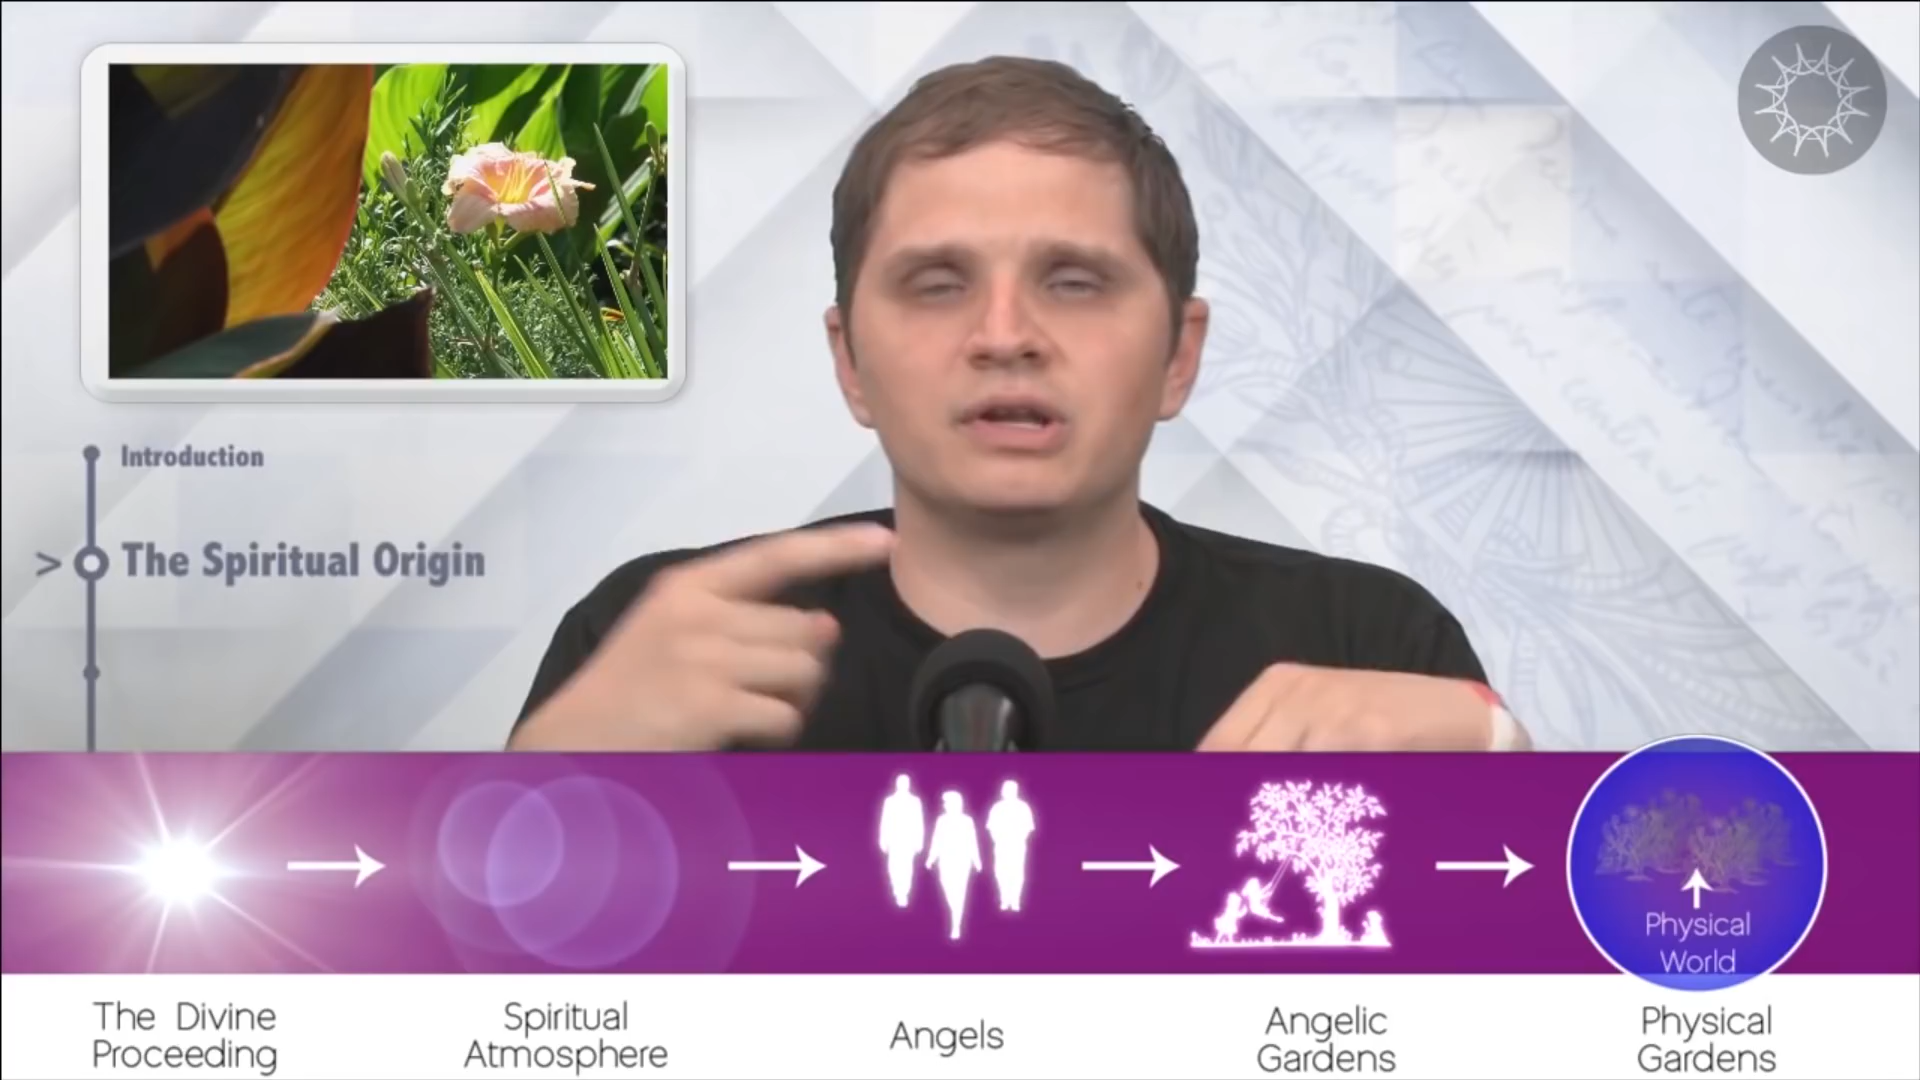 Introduction
> The Spiritual Origin
Physical
World
The Divine
Proceeding
Spiritual
Atmosphere
Angels
Angelic
Gardens
Physical
Gardens